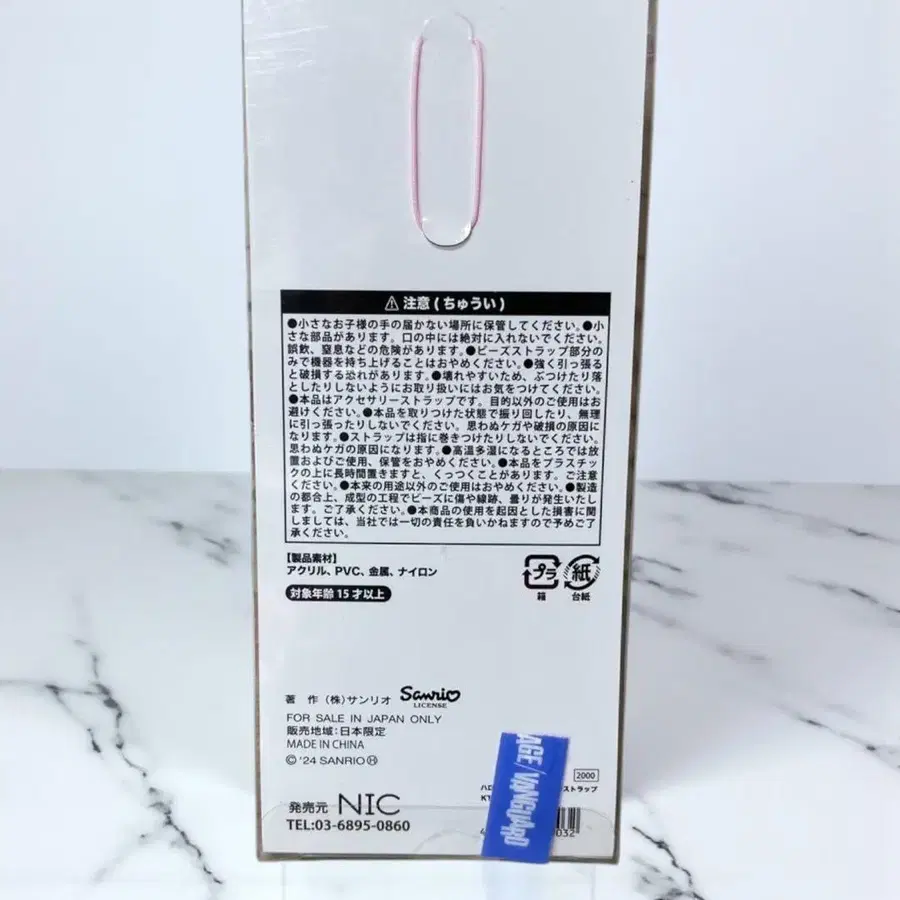 ⚠ 注意(ちゅうい)
●小さなお子様の手の届かない場所に保管してください。●小
さな部品があります。口の中には絶対に入れないでください。
誤飲、窒息などの危険があります。●ビーズストラップ部分の
みで機器を持ち上げることはおやめください。●強く引っ張る
と破損する恐れがあります。●壊れやすいため、ぶつけたり落
としたりしないようにお取り扱いにはお気をつけてください。
●本品はアクセサリーストラップです。目的以外のご使用はお
避けください。●本品を取りつけた状態で振り回したり、無理
に引っ張ったりしないでください。思わぬケガや破損の原因に
なります。●ストラップは指に巻きつけたりしないでください。
思わぬケガの原因になります。●高温多湿になるところでは放
置およびご使用、保管をおやめください。●本品をプラスチッ
クの上に長時間置きますと、くっつくことがあります。ご注意
ください。●本来の用途以外のご使用はおやめください。●製造
の都合上、成型の工程でビーズに傷や線跡、曇りが発生いたし
ます。ご了承ください。●本商品の使用を起因とした損害に関
しましては、当社では一切の責任を負いかねますので予めご了
承ください。
【製品素材】
アクリル、PVC、金属、ナイロン
対象年齢15才以上
プラ 紙
箱 台紙
著 作 (株)サンリオ Sanrio
LICENSE
FOR SALE IN JAPAN ONLY
販売地域:日本限定
MADE IN CHINA
©'24 SANRIO Ⓗ
発売元 NIC
TEL:03-6895-0860
AGE/VANGUARD
2000
ハロ ストラップ
KT
4 032